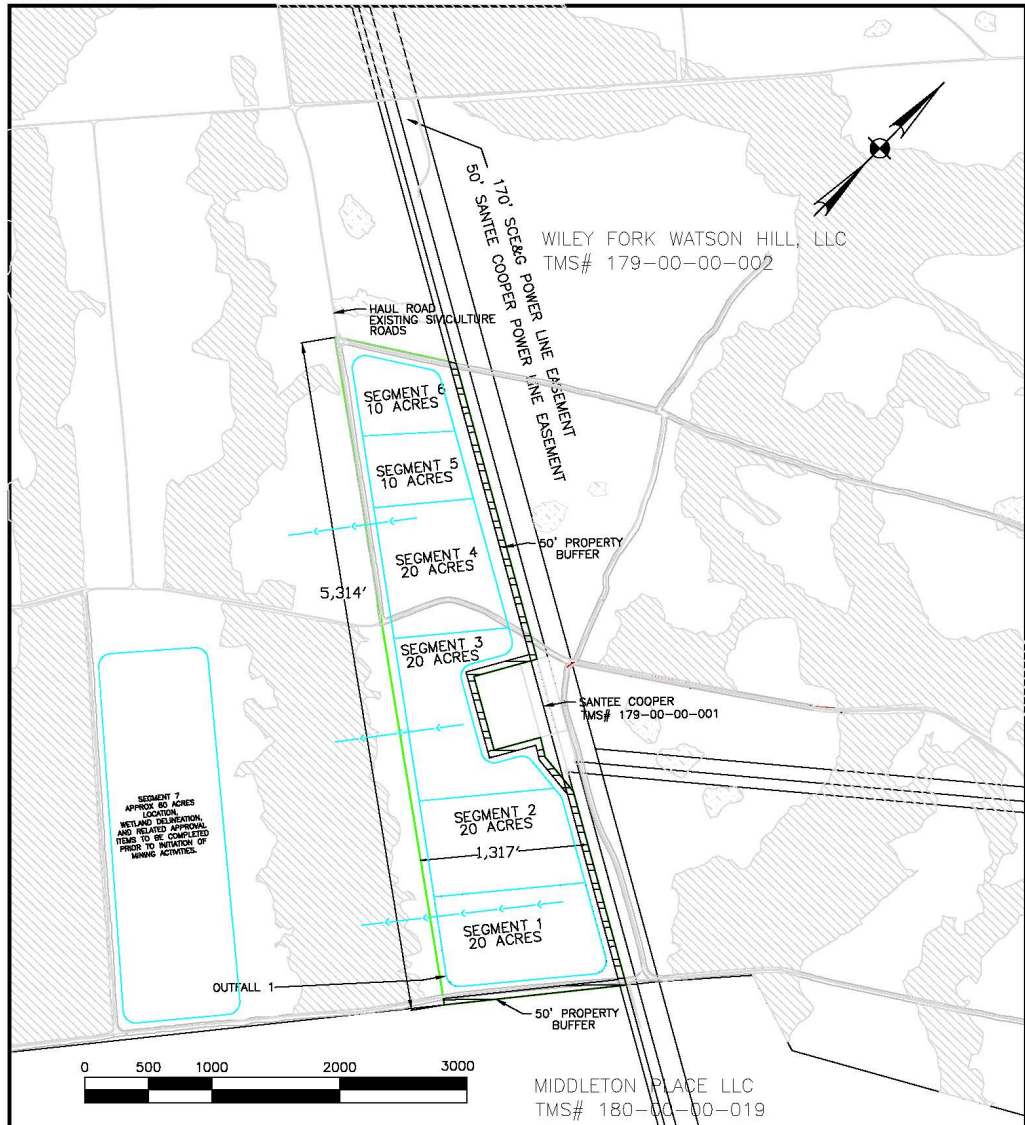 170' SCE&G POWER LINE EASEMENT
50' SANTEE COOPER POWER LINE EASEMENT
WILEY FORK WATSON HILL, LLC
TMS# 179-00-00-002
HAUL ROAD
EXISTING SIVICULTURE
ROADS
SEGMENT 6
10 ACRES
SEGMENT 5
10 ACRES
SEGMENT 4
20 ACRES
50' PROPERTY
BUFFER
5,314'
SEGMENT 3
20 ACRES
SANTEE COOPER
TMS# 179-00-00-001
SEGMENT 7
APPROX 60 ACRES
LOCATION,
WETLAND DELINEATION,
AND RELATED APPROVAL
ITEMS TO BE COMPLETED
PRIOR TO INITIATION OF
MINING ACTIVITIES.
SEGMENT 2
20 ACRES
1,317'
SEGMENT 1
20 ACRES
OUTFALL 1
50' PROPERTY
BUFFER
0 500 1000 2000 3000
MIDDLETON PLACE LLC
TMS# 180-00-00-019